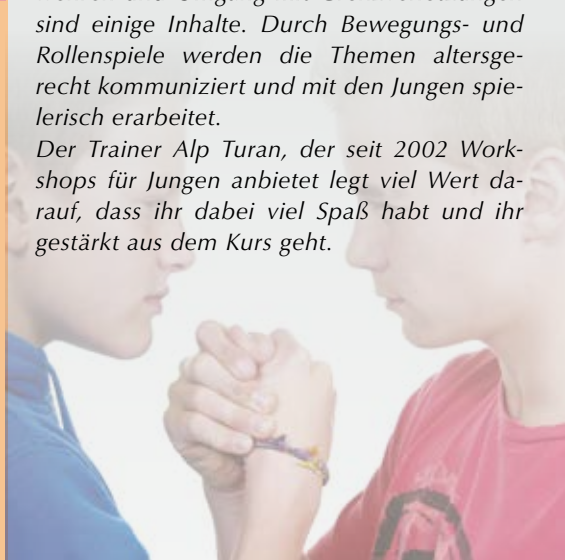 sind einige Inhalte. Durch Bewegungs- und
Rollenspiele werden die Themen altersge-
recht kommuniziert und mit den Jungen spie-
lerisch erarbeitet.
Der Trainer Alp Turan, der seit 2002 Work-
shops für Jungen anbietet legt viel Wert da-
rauf, dass ihr dabei viel Spaß habt und ihr
gestärkt aus dem Kurs geht.